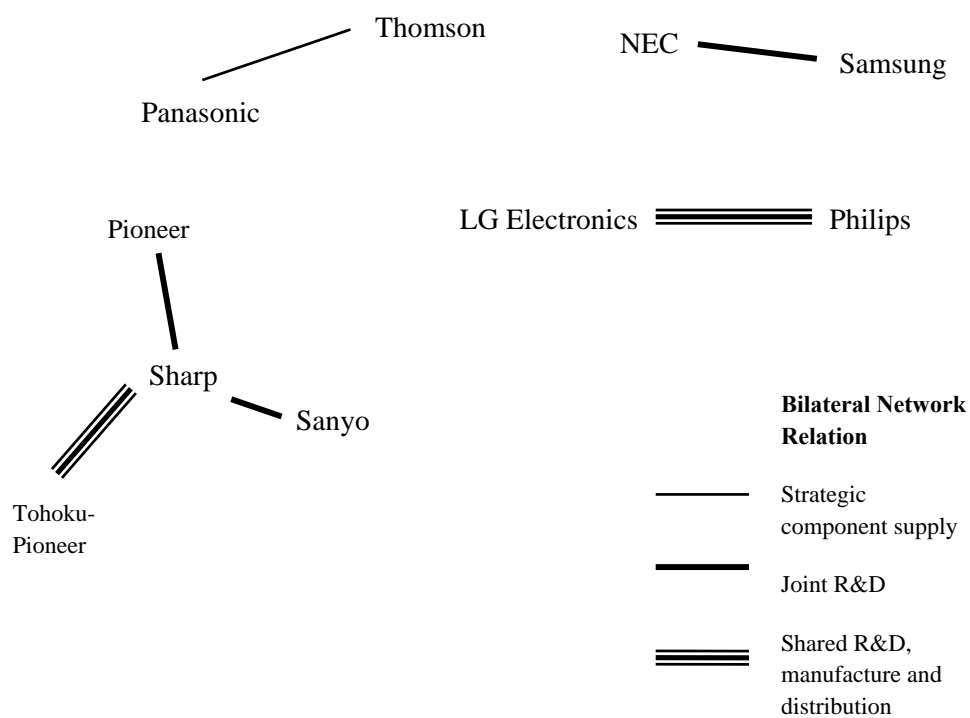 Thomson
NEC
Samsung
Panasonic
LG Electronics
Philips
Pioneer
Sharp
Sanyo
Tohoku-
Pioneer
Bilateral Network
Relation
Strategic
component supply
Joint R&D
Shared R&D,
manufacture and
distribution